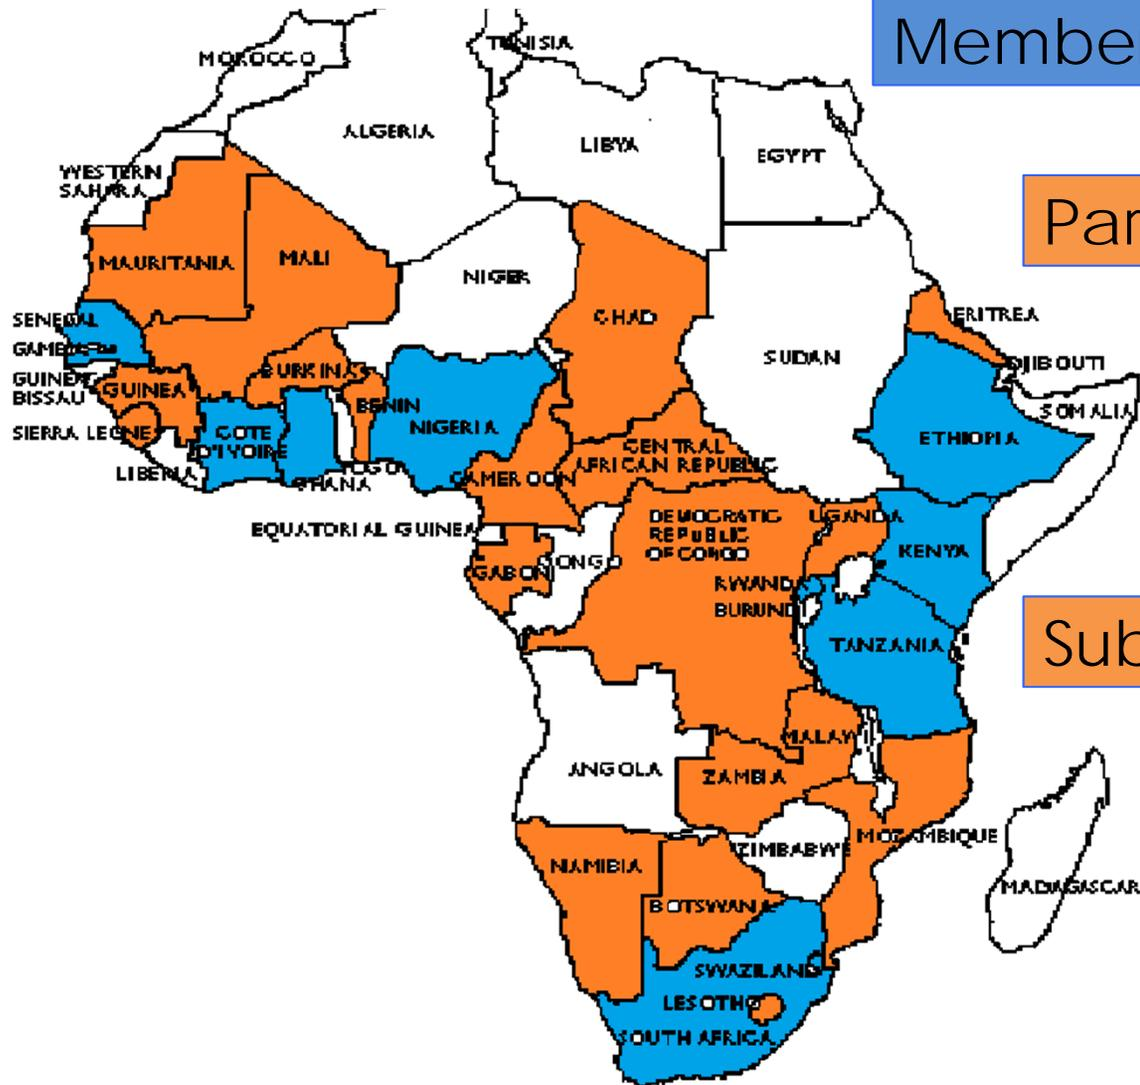 Membe
TUNISIA
MOROCCO
ALGERIA
LIBYA
EGYPT
WESTERN
SAHARA
Par
MAURITANIA
MALI
NIGER
CHAD
ERITREA
SENEGAL
SUDAN
DJIBOUTI
GUINEA
BISSAU
GUINEA
BURKINA
BENIN
SOMALIA
SIERRA LEONE
COTE
D'IVOIRE
NIGERIA
ETHIOPIA
CENTRAL
AFRICAN REPUBLIC
LIBERIA
TOGO
GHANA
CAMEROON
EQUATORIAL GUINEA
DEMOCRATIC
REPUBLIC
OF CONGO
UGANDA
KENYA
GABON
CONGO
RWANDA
BURUNDI
TANZANIA
Sub
MALAY
ANGOLA
ZAMBIA
MOZAMBIQUE
ZIMBABWE
NAMIBIA
MADAGASCAR
BOTSWANA
SWAZILAND
LESOTHO
SOUTH AFRICA